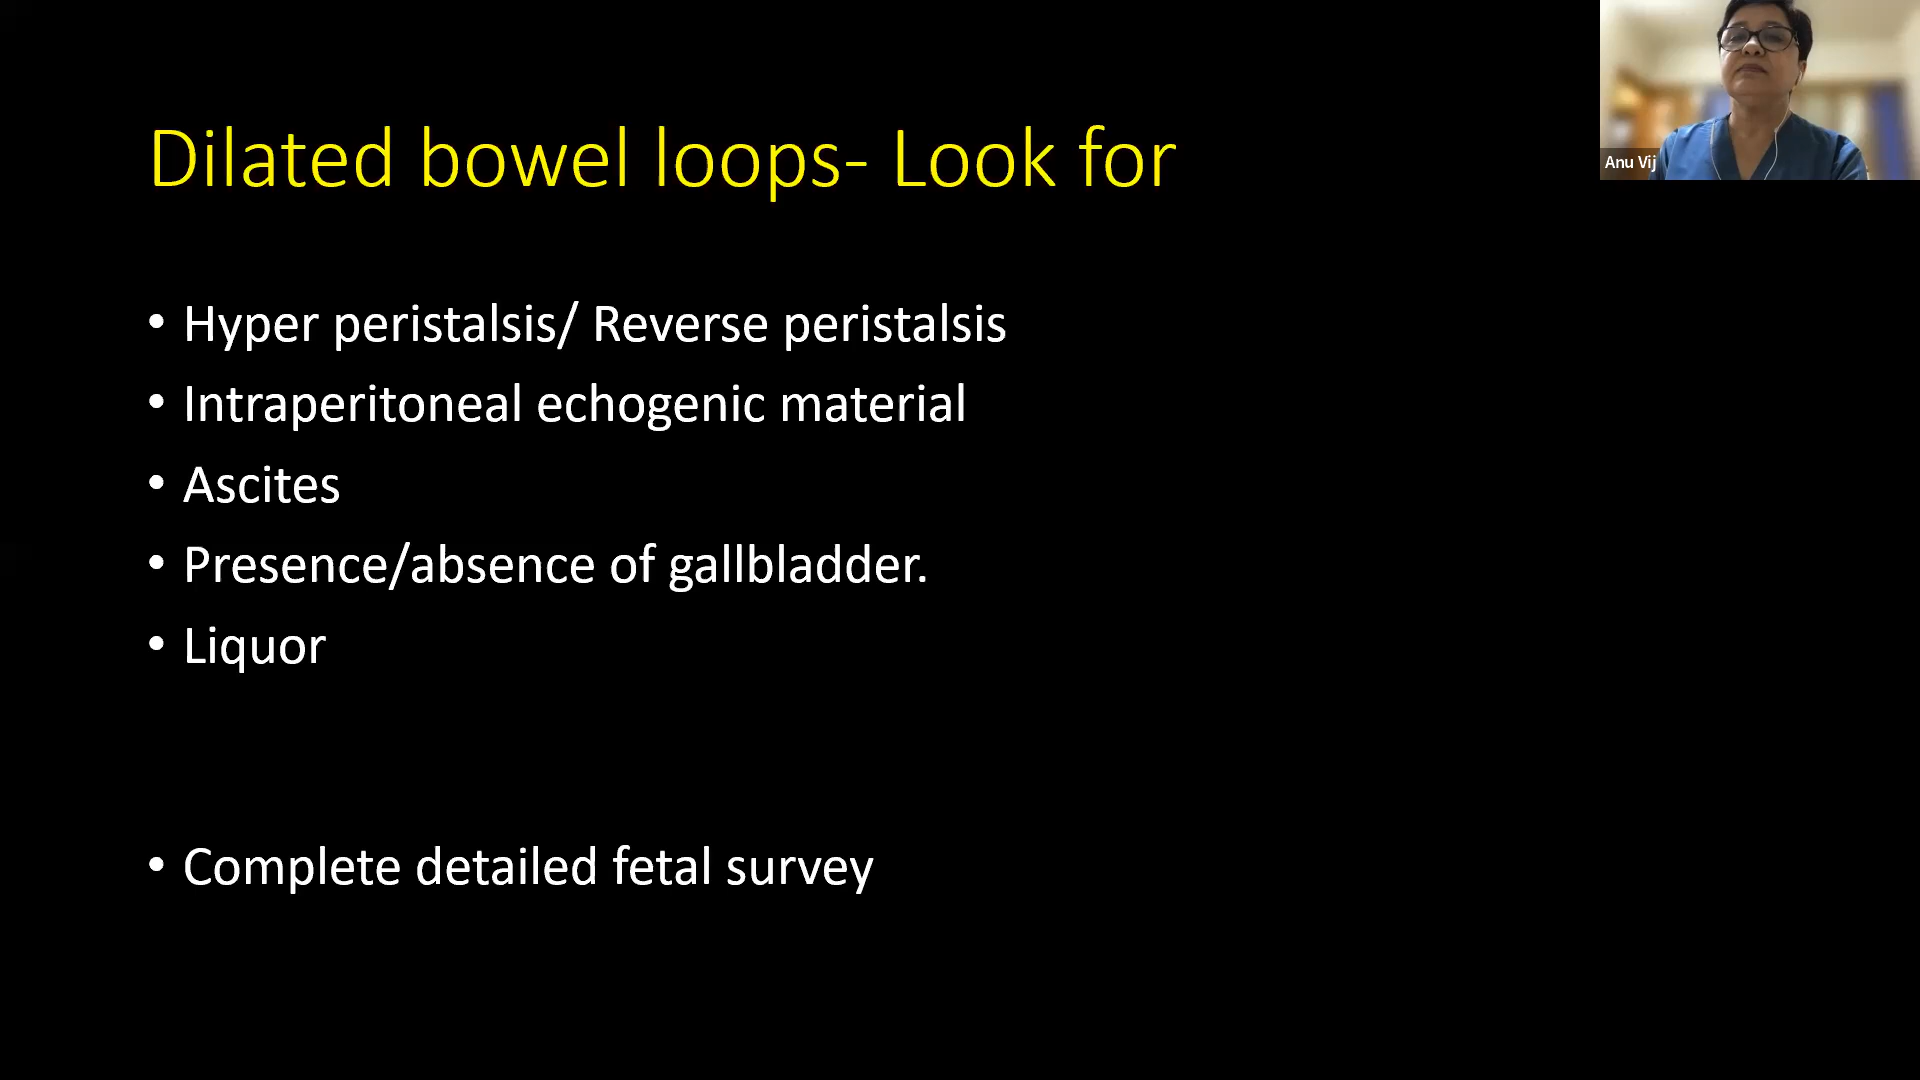 Dilated bowel loops- Look for
• Hyper peristalsis/ Reverse peristalsis
• Intraperitoneal echogenic material
• Ascites
• Presence/absence of gallbladder.
• Liquor
• Complete detailed fetal survey
Anu Vij